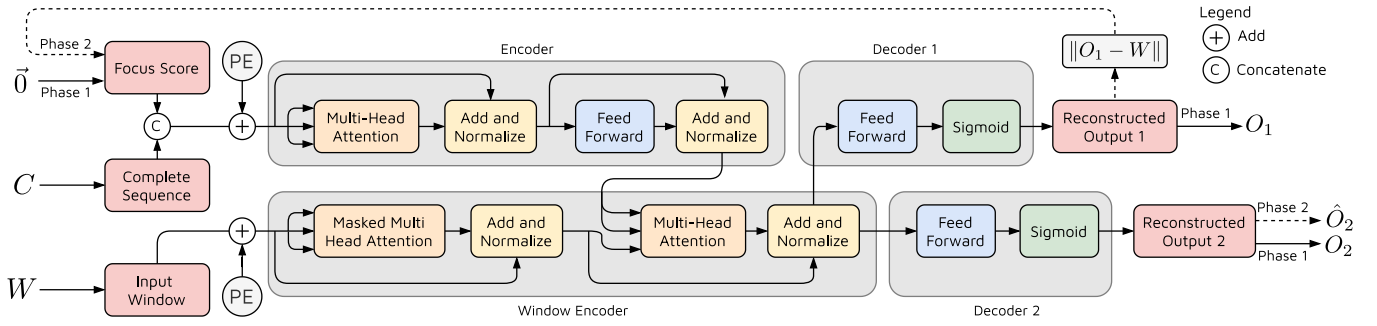 Legend
Add
C
Concatenate
Phase 2
Focus Score
PE
Encoder
Decoder 1
‖O₁ − W‖
0⃗
Phase 1
C
Multi-Head
Attention
Add and
Normalize
Feed
Forward
Add and
Normalize
Feed
Forward
Sigmoid
Reconstructed
Output 1
Phase 1
O₁
C
Complete
Sequence
Masked Multi
Head Attention
Add and
Normalize
Multi-Head
Attention
Add and
Normalize
Feed
Forward
Sigmoid
Reconstructed
Output 2
Phase 2
Ô₂
Phase 1
O₂
W
Input
Window
PE
Window Encoder
Decoder 2